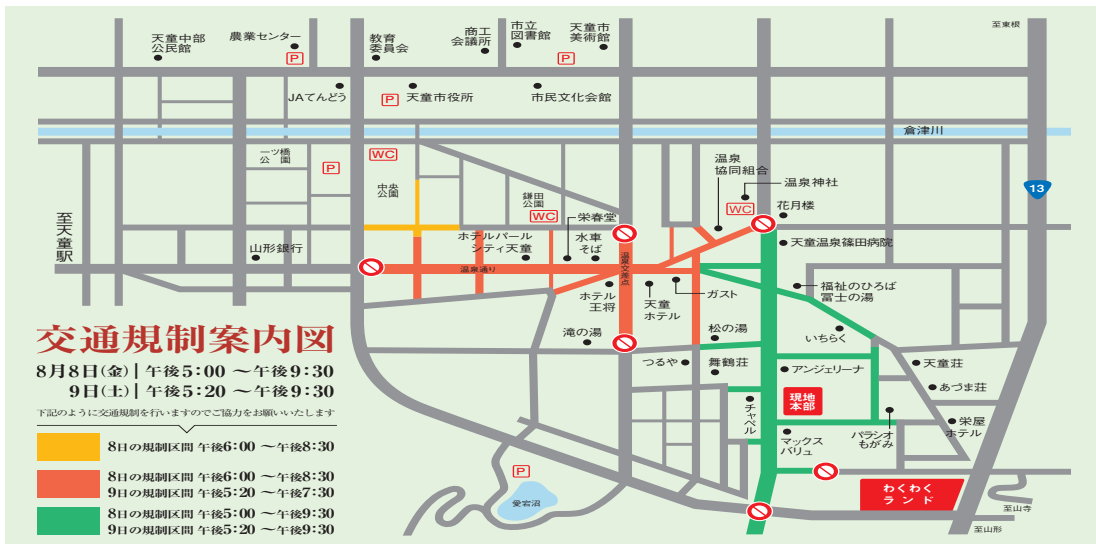 至東根
天童中部
公民館
農業センター
P
教育
委員会
商工
会議所
市立
図書館
天童市
美術館
P
JAてんどう
P
天童市役所
市民文化会館
倉津川
一ツ橋
公園
P
WC
中央
公園
鎌田
公園
WC
温泉
協同組合
温泉神社
WC
花月楼
13
至天童駅
山形銀行
ホテルパール
シティ天童
栄春堂
水車
そば
温泉交差点
天童温泉篠田病院
温泉通り
ホテル
王将
天童
ホテル
ガスト
福祉のひろば
冨士の湯
滝の湯
松の湯
いちらく
つるや
舞鶴荘
アンジェリーナ
天童荘
あづま荘
現地
本部
チャペル
マックス
バリュ
パラシオ
もがみ
栄屋
ホテル
P
愛宕沼
わくわく
ランド
至山寺
至山形
交通規制案内図
8月8日(金)|午後5:00 〜午後9:30
9日(土)|午後5:20 〜午後9:30
下記のように交通規制を行いますのでご協力をお願いいたします
8日の規制区間 午後6:00 〜午後8:30
8日の規制区間 午後6:00 〜午後8:30
9日の規制区間 午後5:20 〜午後7:30
8日の規制区間 午後5:00 〜午後9:30
9日の規制区間 午後5:20 〜午後9:30